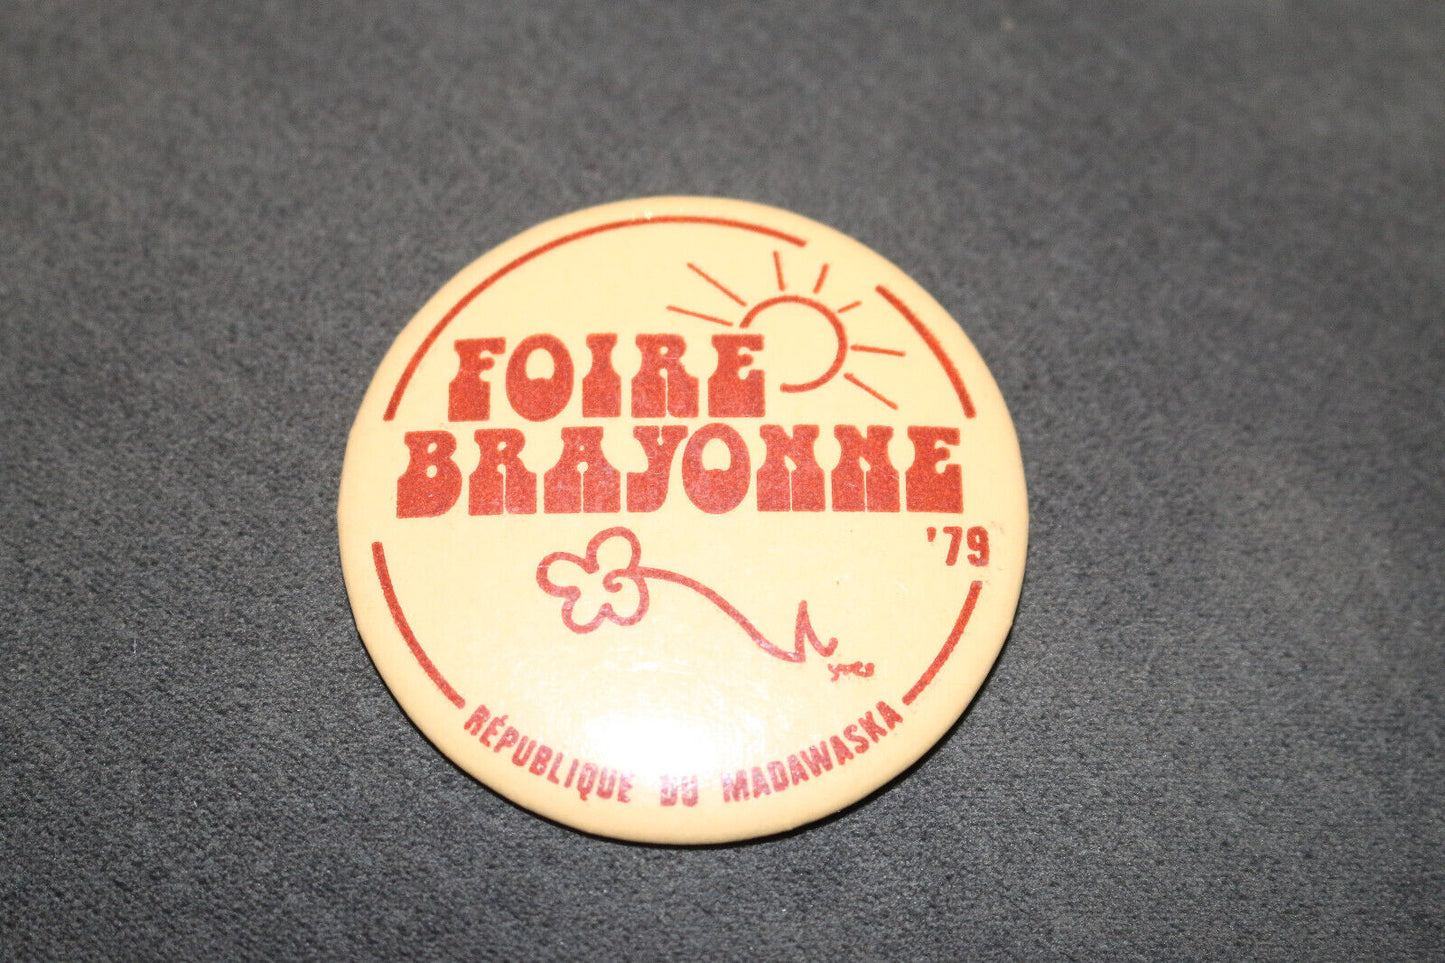 FOIRE
BRAYONNE
'79
RÉPUBLIQUE DU MADAWASKA